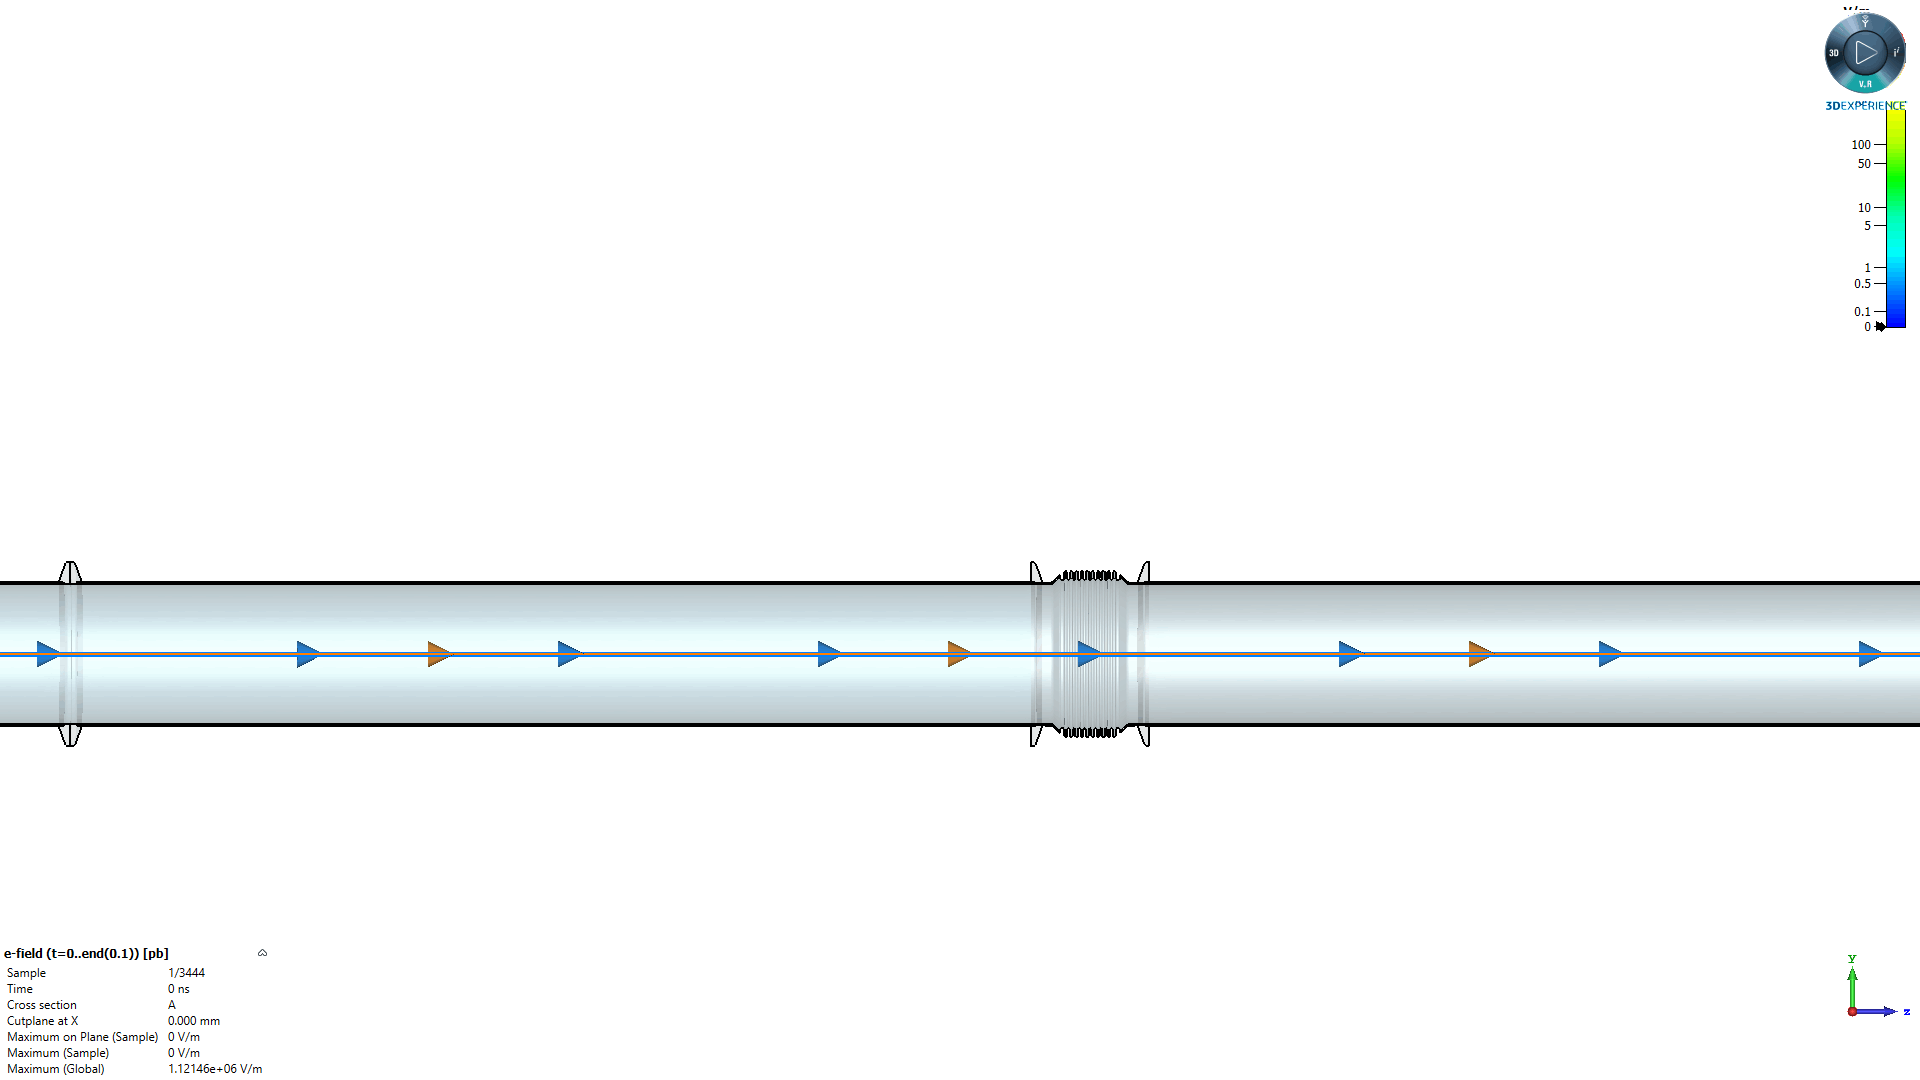 3D
V,R
3DEXPERIENCE
100
50
10
5
1
0.5
0.1
0
e-field (t=0..end(0.1)) [pb]
Sample 1/3444
Time 0 ns
Cross section A
Cutplane at X 0.000 mm
Maximum on Plane (Sample) 0 V/m
Maximum (Sample) 0 V/m
Maximum (Global) 1.12146e+06 V/m
y
z